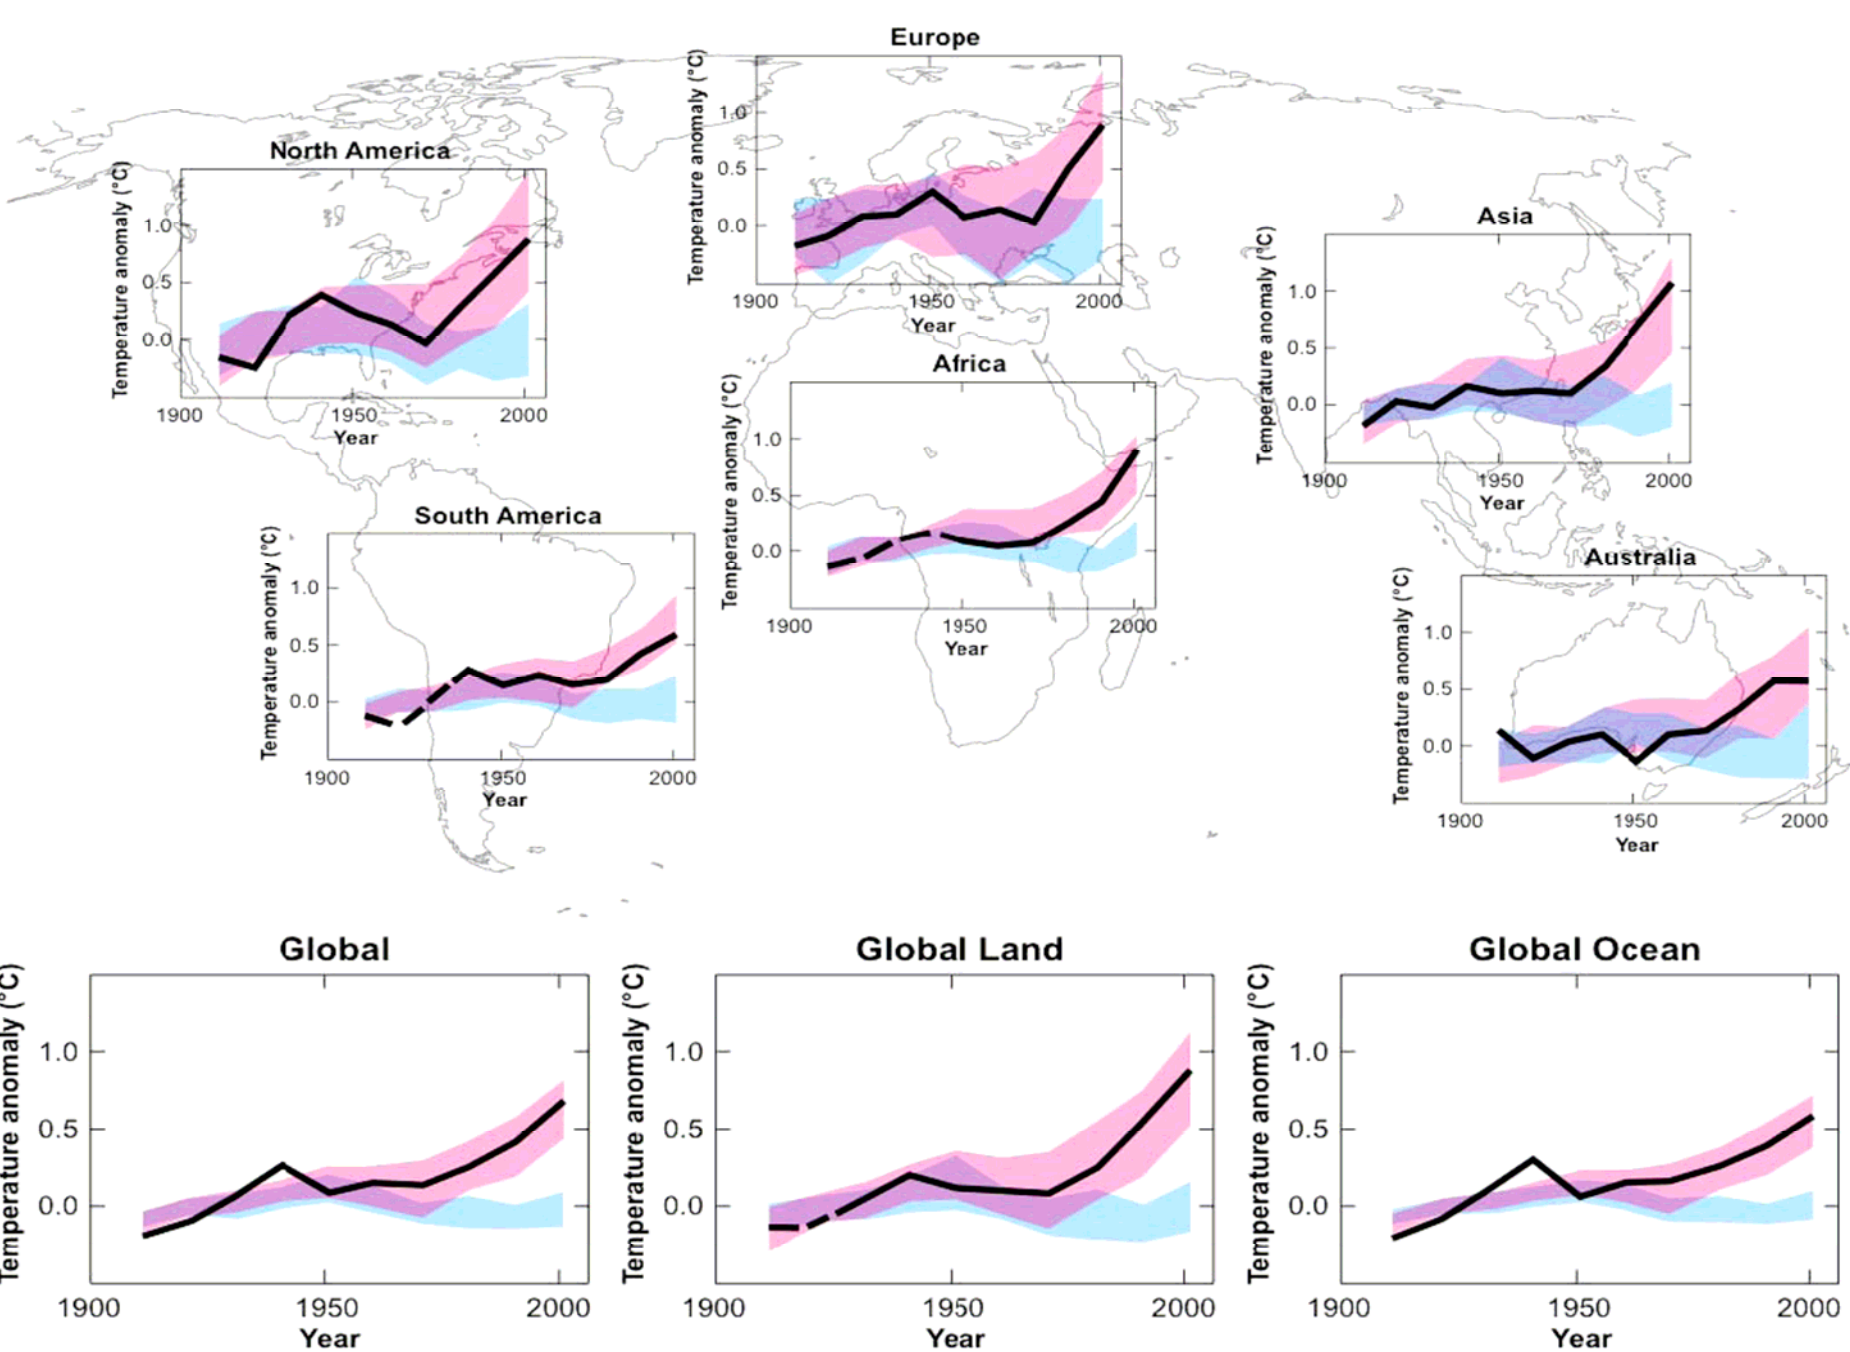 Europe
Temperature anomaly (°C)
1.0
0.5
0.0
1900 1950 2000
Year
North America
Temperature anomaly (°C)
1.0
0.5
0.0
1900 1950 2000
Year
Asia
Temperature anomaly (°C)
1.0
0.5
0.0
1900 1950 2000
Year
Africa
Temperature anomaly (°C)
1.0
0.5
0.0
1900 1950 2000
Year
South America
Temperature anomaly (°C)
1.0
0.5
0.0
1900 1950 2000
Year
Australia
Temperature anomaly (°C)
1.0
0.5
0.0
1900 1950 2000
Year
Global
Temperature anomaly (°C)
1.0
0.5
0.0
1900 1950 2000
Year
Global Land
Temperature anomaly (°C)
1.0
0.5
0.0
1900 1950 2000
Year
Global Ocean
Temperature anomaly (°C)
1.0
0.5
0.0
1900 1950 2000
Year